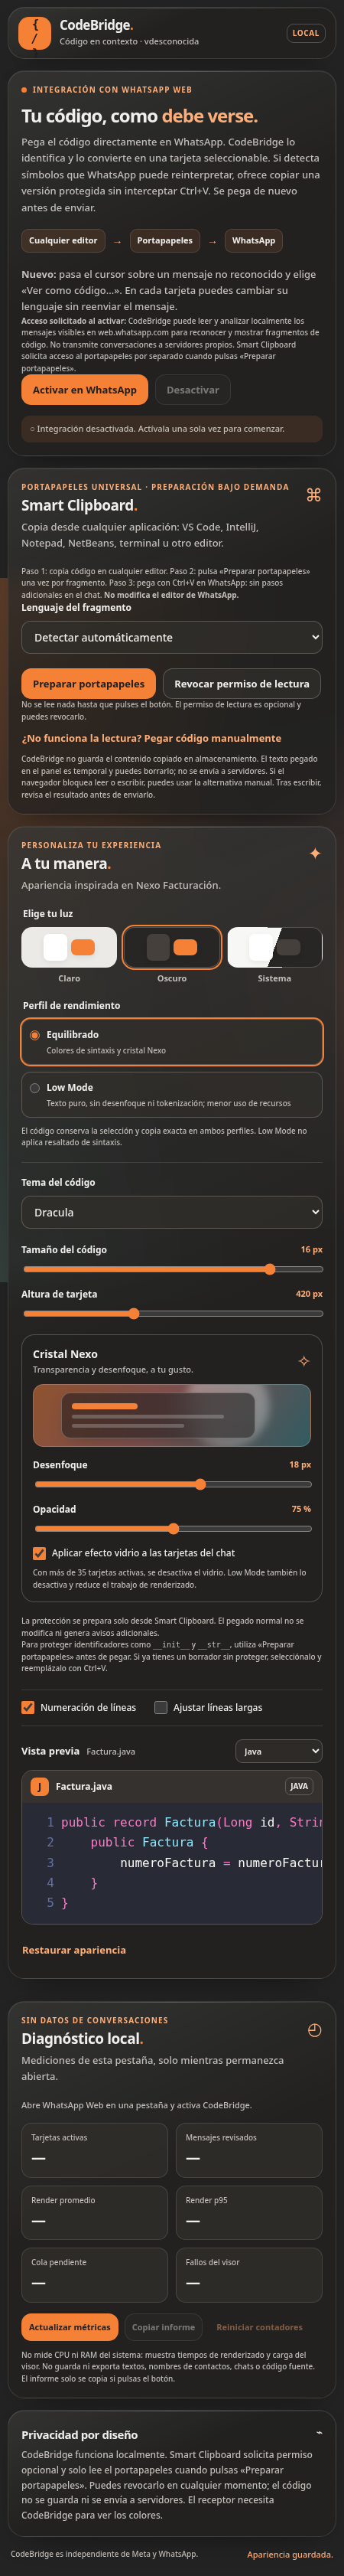 {
/
CodeBridge.
Código en contexto · vdesconocida
LOCAL
INTEGRACIÓN CON WHATSAPP WEB
Tu código, como debe verse.
Pega el código directamente en WhatsApp. CodeBridge lo
identifica y lo convierte en una tarjeta seleccionable. Si detecta
símbolos que WhatsApp puede reinterpretar, ofrece copiar una
versión protegida sin interceptar Ctrl+V. Se pega de nuevo
antes de enviar.
Cualquier editor → Portapapeles → WhatsApp
Nuevo: pasa el cursor sobre un mensaje no reconocido y elige
«Ver como código...». En cada tarjeta puedes cambiar su
lenguaje sin reenviar el mensaje.
Acceso solicitado al activar: CodeBridge puede leer y analizar localmente los
mensajes visibles en web.whatsapp.com para reconocer y mostrar fragmentos de
código. No transmite conversaciones a servidores propios. Smart Clipboard
solicita acceso al portapapeles por separado cuando pulsas «Preparar
portapapeles».
Activar en WhatsApp
Desactivar
○ Integración desactivada. Actívala una sola vez para comenzar.
PORTAPAPELES UNIVERSAL · PREPARACIÓN BAJO DEMANDA
Smart Clipboard.
Copia desde cualquier aplicación: VS Code, IntelliJ,
Notepad, NetBeans, terminal u otro editor.
Paso 1: copia código en cualquier editor. Paso 2: pulsa «Preparar portapapeles»
una vez por fragmento. Paso 3: pega con Ctrl+V en WhatsApp: sin pasos
adicionales en el chat. No modifica el editor de WhatsApp.
Lenguaje del fragmento
Detectar automáticamente
Preparar portapapeles
Revocar permiso de lectura
No se lee nada hasta que pulses el botón. El permiso de lectura es opcional y
puedes revocarlo.
¿No funciona la lectura? Pegar código manualmente
CodeBridge no guarda el contenido copiado en almacenamiento. El texto pegado
en el panel es temporal y puedes borrarlo; no se envía a servidores. Si el
navegador bloquea leer o escribir, puedes usar la alternativa manual. Tras escribir,
revisa el resultado antes de enviarlo.
PERSONALIZA TU EXPERIENCIA
A tu manera.
Apariencia inspirada en Nexo Facturación.
Elige tu luz
Claro
Oscuro
Sistema
Perfil de rendimiento
Equilibrado
Colores de sintaxis y cristal Nexo
Low Mode
Texto puro, sin desenfoque ni tokenización; menor uso de recursos
El código conserva la selección y copia exacta en ambos perfiles. Low Mode no
aplica resaltado de sintaxis.
Tema del código
Dracula
Tamaño del código
16 px
Altura de tarjeta
420 px
Cristal Nexo
Transparencia y desenfoque, a tu gusto.
Desenfoque
18 px
Opacidad
75 %
Aplicar efecto vidrio a las tarjetas del chat
Con más de 35 tarjetas activas, se desactiva el vidrio. Low Mode también lo
desactiva y reduce el trabajo de renderizado.
La protección se prepara solo desde Smart Clipboard. El pegado normal no se
modifica ni genera avisos adicionales.
Para proteger identificadores como __init__ y __str__, utiliza «Preparar
portapapeles» antes de pegar. Si ya tienes un borrador sin proteger, selecciónalo y
reemplázalo con Ctrl+V.
Numeración de líneas
Ajustar líneas largas
Vista previa Factura.java
Java
J
Factura.java
JAVA
1 public record Factura(Long id, Strin
2 public Factura {
3 numeroFactura = numeroFactur
4 }
5 }
Restaurar apariencia
SIN DATOS DE CONVERSACIONES
Diagnóstico local.
Mediciones de esta pestaña, solo mientras permanezca
abierta.
Abre WhatsApp Web en una pestaña y activa CodeBridge.
Tarjetas activas
—
Mensajes revisados
—
Render promedio
—
Render p95
—
Cola pendiente
—
Fallos del visor
—
Actualizar métricas
Copiar informe
Reiniciar contadores
No mide CPU ni RAM del sistema: muestra tiempos de renderizado y carga del
visor. No guarda ni exporta textos, nombres de contactos, chats o código fuente.
El informe solo se copia si pulsas el botón.
Privacidad por diseño
CodeBridge funciona localmente. Smart Clipboard solicita permiso
opcional y solo lee el portapapeles cuando pulsas «Preparar
portapapeles». Puedes revocarlo en cualquier momento; el código
no se guarda ni se envía a servidores. El receptor necesita
CodeBridge para ver los colores.
CodeBridge es independiente de Meta y WhatsApp.
Apariencia guardada.